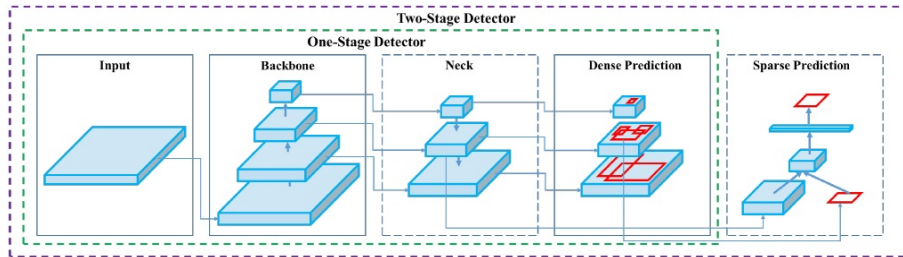 Two-Stage Detector
One-Stage Detector
Input
Backbone
Neck
Dense Prediction
Sparse Prediction